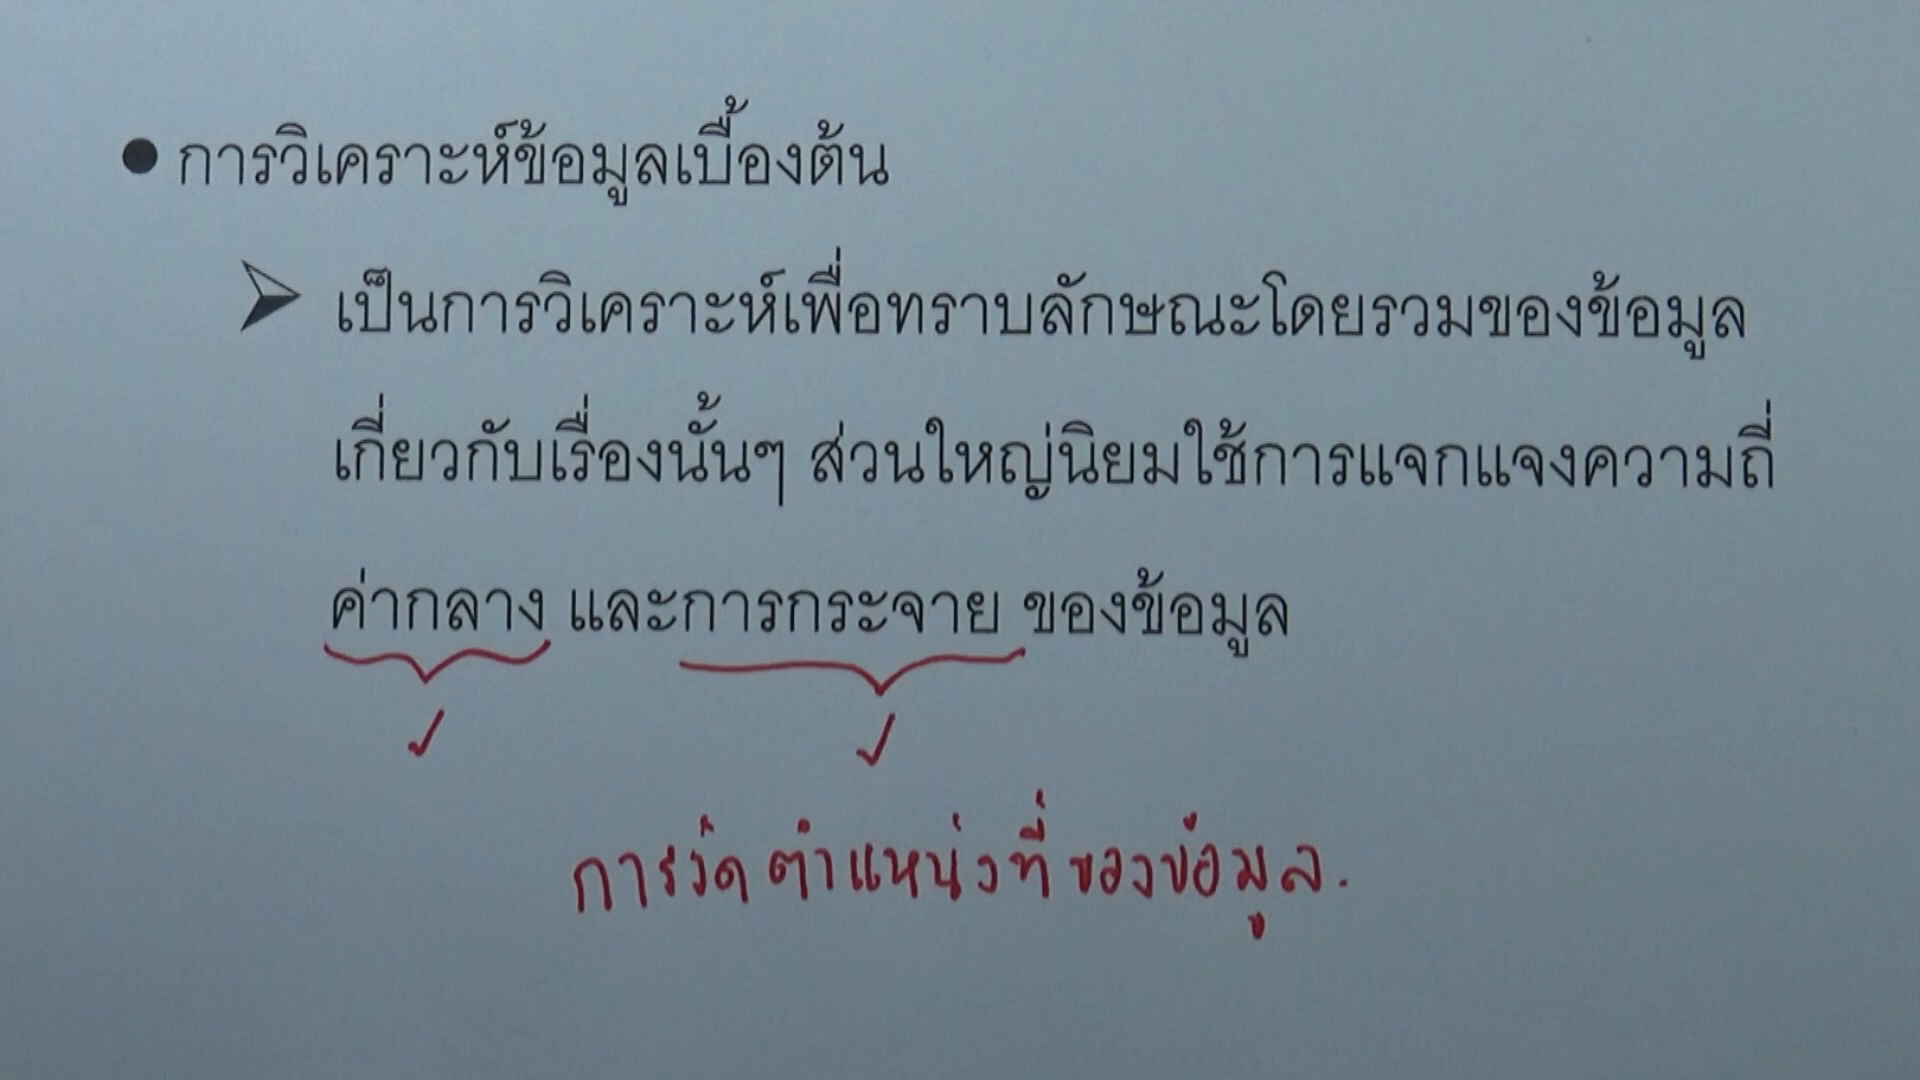 ● การวิเคราะห์ข้อมูลเบื้องต้น
➢ เป็นการวิเคราะห์เพื่อทราบลักษณะโดยรวมของข้อมูล
เกี่ยวกับเรื่องนั้นๆ ส่วนใหญ่นิยมใช้การแจกแจงความถี่
ค่ากลาง และการกระจาย ของข้อมูล
✓ ✓
การวัดตำแหน่งที่ของข้อมูล.